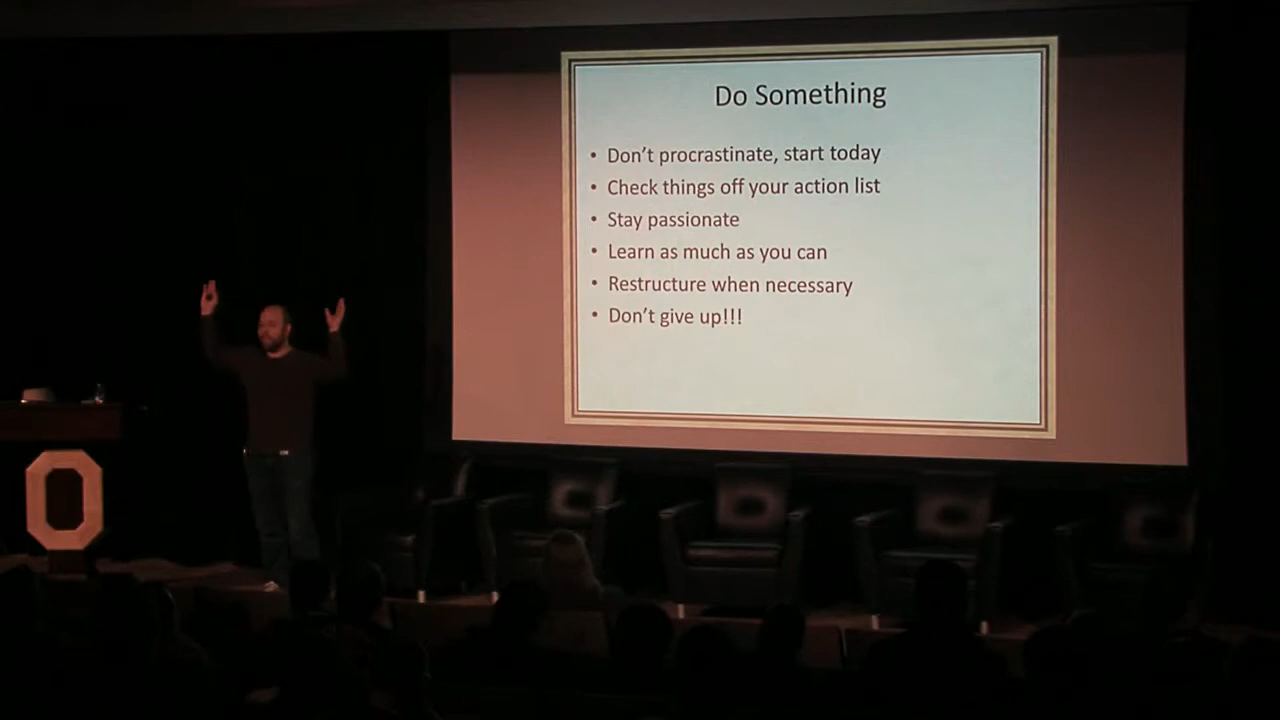 Do Something
• Don't procrastinate, start today
• Check things off your action list
• Stay passionate
• Learn as much as you can
• Restructure when necessary
• Don't give up!!!
O